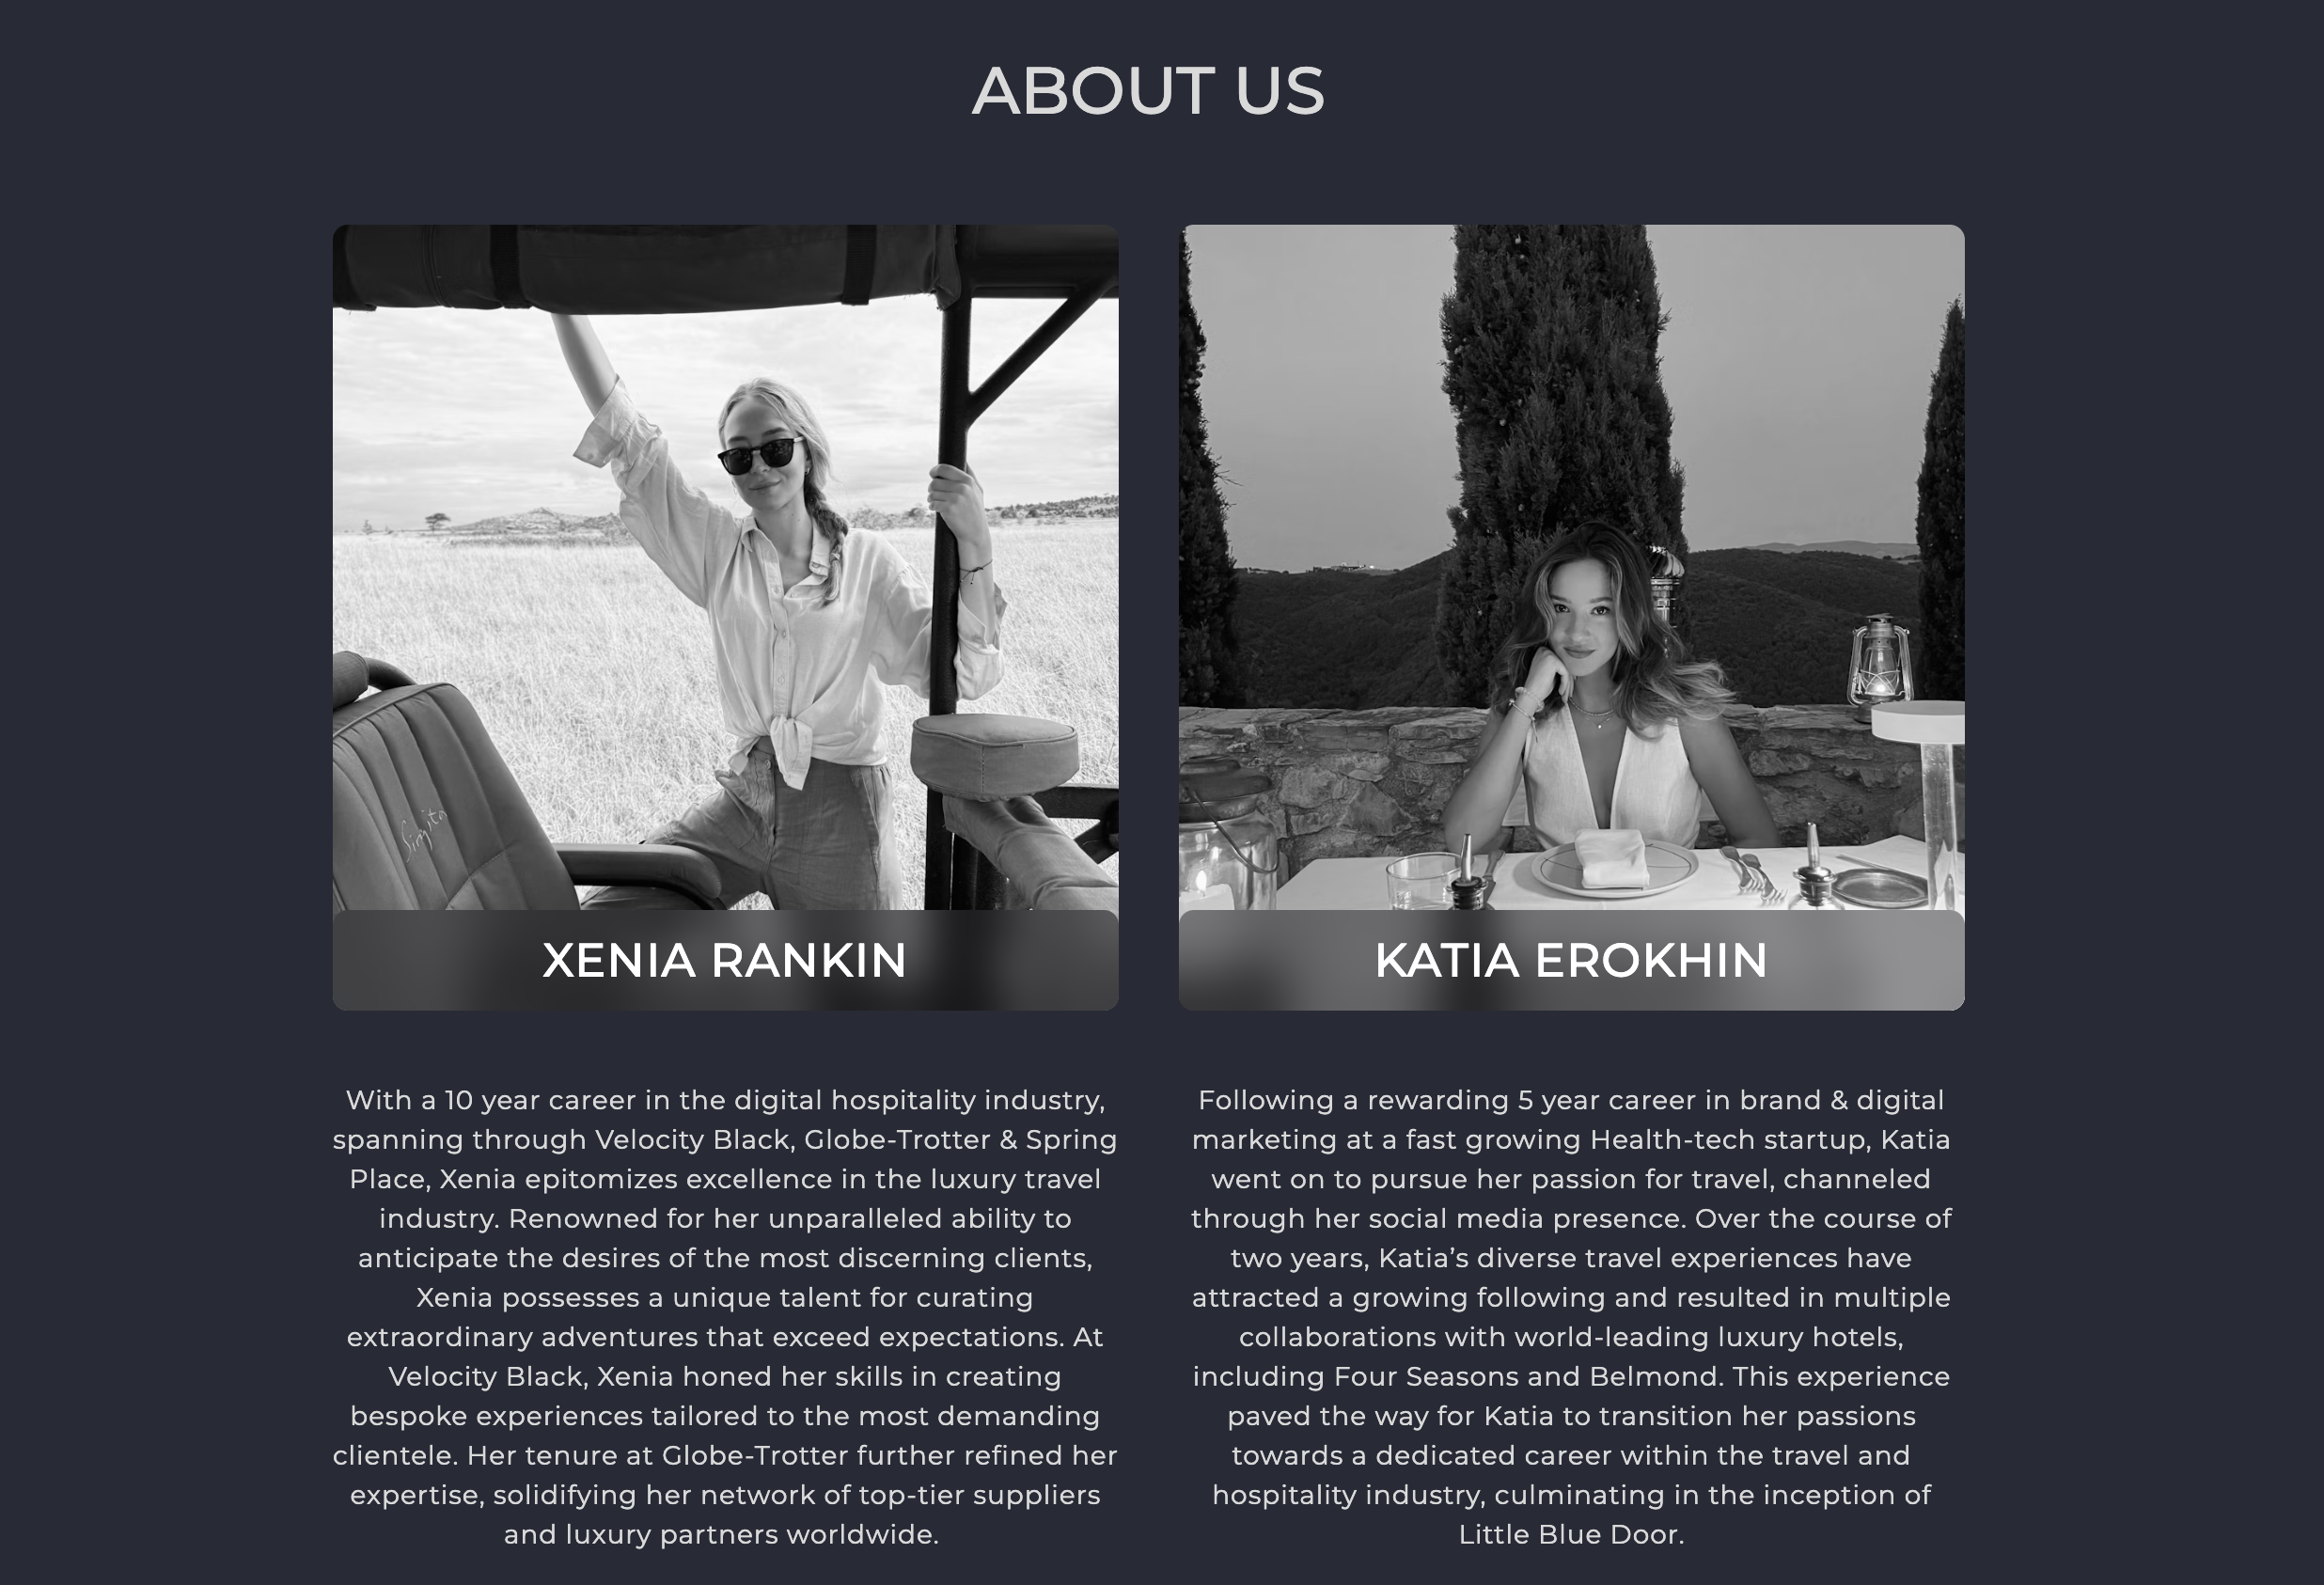 ABOUT US
Singita
XENIA RANKIN
With a 10 year career in the digital hospitality industry,
spanning through Velocity Black, Globe-Trotter & Spring
Place, Xenia epitomizes excellence in the luxury travel
industry. Renowned for her unparalleled ability to
anticipate the desires of the most discerning clients,
Xenia possesses a unique talent for curating
extraordinary adventures that exceed expectations. At
Velocity Black, Xenia honed her skills in creating
bespoke experiences tailored to the most demanding
clientele. Her tenure at Globe-Trotter further refined her
expertise, solidifying her network of top-tier suppliers
and luxury partners worldwide.
KATIA EROKHIN
Following a rewarding 5 year career in brand & digital
marketing at a fast growing Health-tech startup, Katia
went on to pursue her passion for travel, channeled
through her social media presence. Over the course of
two years, Katia’s diverse travel experiences have
attracted a growing following and resulted in multiple
collaborations with world-leading luxury hotels,
including Four Seasons and Belmond. This experience
paved the way for Katia to transition her passions
towards a dedicated career within the travel and
hospitality industry, culminating in the inception of
Little Blue Door.